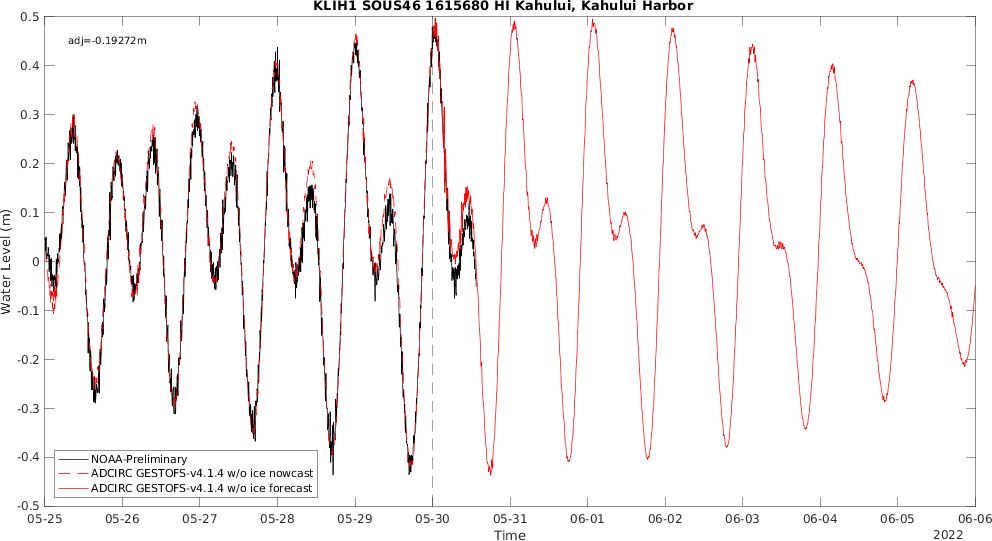 KLIH1 SOUS46 1615680 HI Kahului, Kahului Harbor
adj=-0.19272m
0.5
0.4
0.3
0.2
0.1
0
-0.1
-0.2
-0.3
-0.4
-0.5
Water Level (m)
NOAA-Preliminary
ADCIRC GESTOFS-v4.1.4 w/o ice nowcast
ADCIRC GESTOFS-v4.1.4 w/o ice forecast
05-25 05-26 05-27 05-28 05-29 05-30 05-31 06-01 06-02 06-03 06-04 06-05 06-06
Time
2022